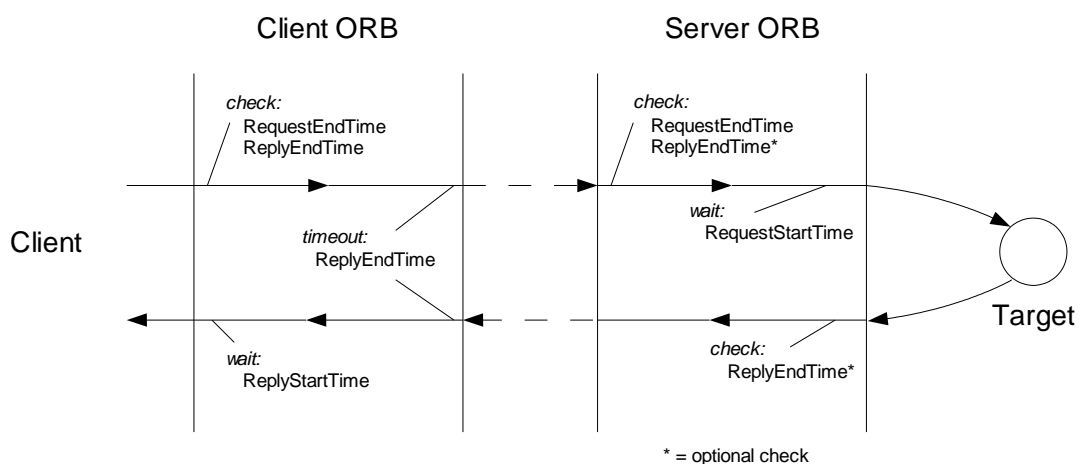 Client ORB
Server ORB
check:
RequestEndTime
ReplyEndTime
check:
RequestEndTime
ReplyEndTime*
wait:
RequestStartTime
Client
timeout:
ReplyEndTime
Target
wait:
ReplyStartTime
check:
ReplyEndTime*
* = optional check